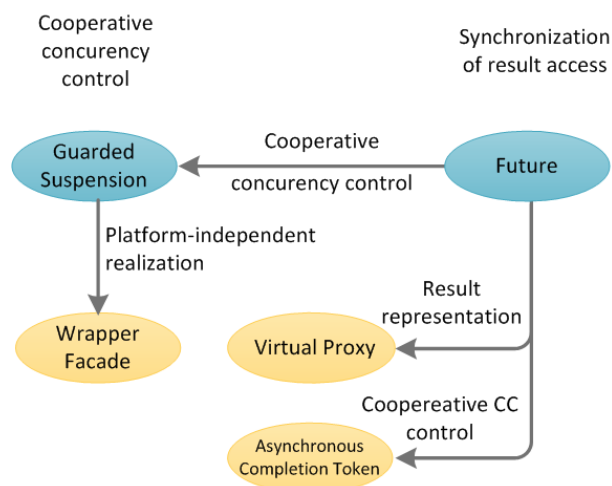 Cooperative
concurency
control
Synchronization
of result access
Cooperative
concurency control
Guarded
Suspension
Future
Platform-independent
realization
Result
representation
Wrapper
Facade
Virtual Proxy
Coopereative CC
control
Asynchronous
Completion Token